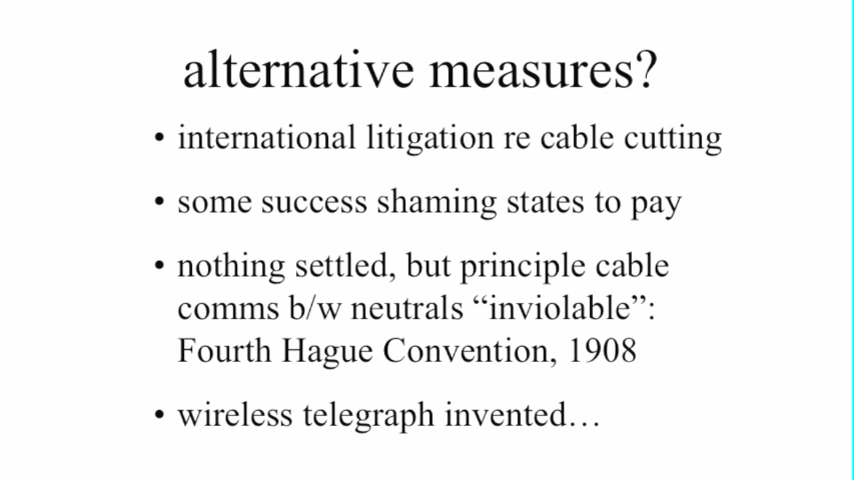 alternative measures?
• international litigation re cable cutting
• some success shaming states to pay
• nothing settled, but principle cable
comms b/w neutrals “inviolable”:
Fourth Hague Convention, 1908
• wireless telegraph invented…